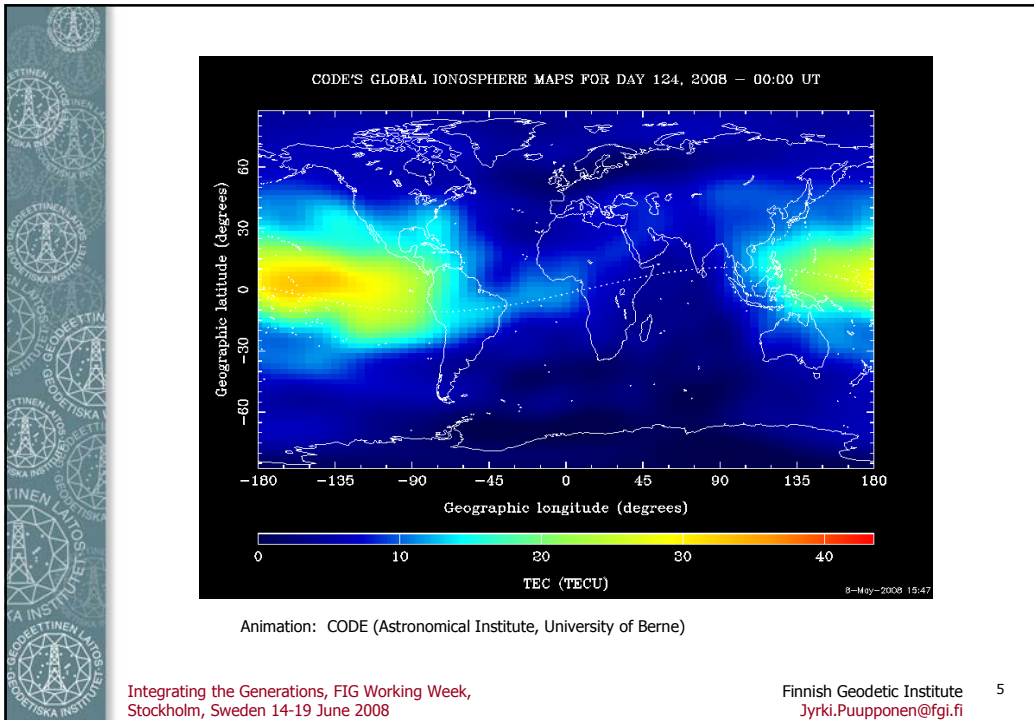 CODE'S GLOBAL IONOSPHERE MAPS FOR DAY 124, 2008 − 00:00 UT
Geographic latitude (degrees)
60
30
0
−30
−60
−180 −135 −90 −45 0 45 90 135 180
Geographic longitude (degrees)
0 10 20 30 40
TEC (TECU)
8−May−2008 15:47
Animation: CODE (Astronomical Institute, University of Berne)
Integrating the Generations, FIG Working Week,
Stockholm, Sweden 14-19 June 2008
Finnish Geodetic Institute 5
Jyrki.Puupponen@fgi.fi